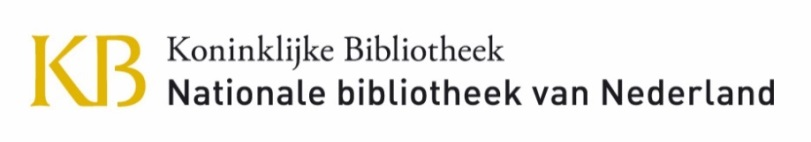 KB
Koninklijke Bibliotheek
Nationale bibliotheek van Nederland